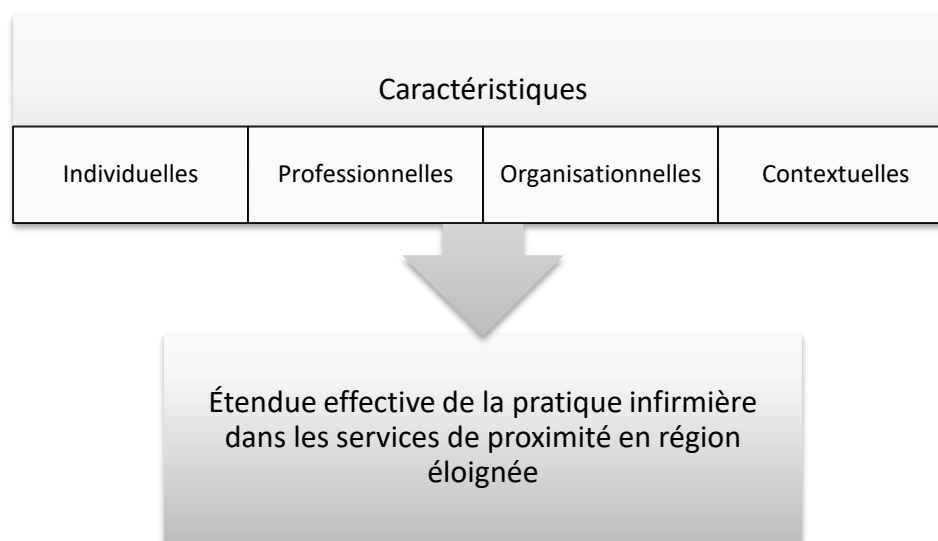 Caractéristiques
Individuelles
Professionnelles
Organisationnelles
Contextuelles
Étendue effective de la pratique infirmière
dans les services de proximité en région
éloignée